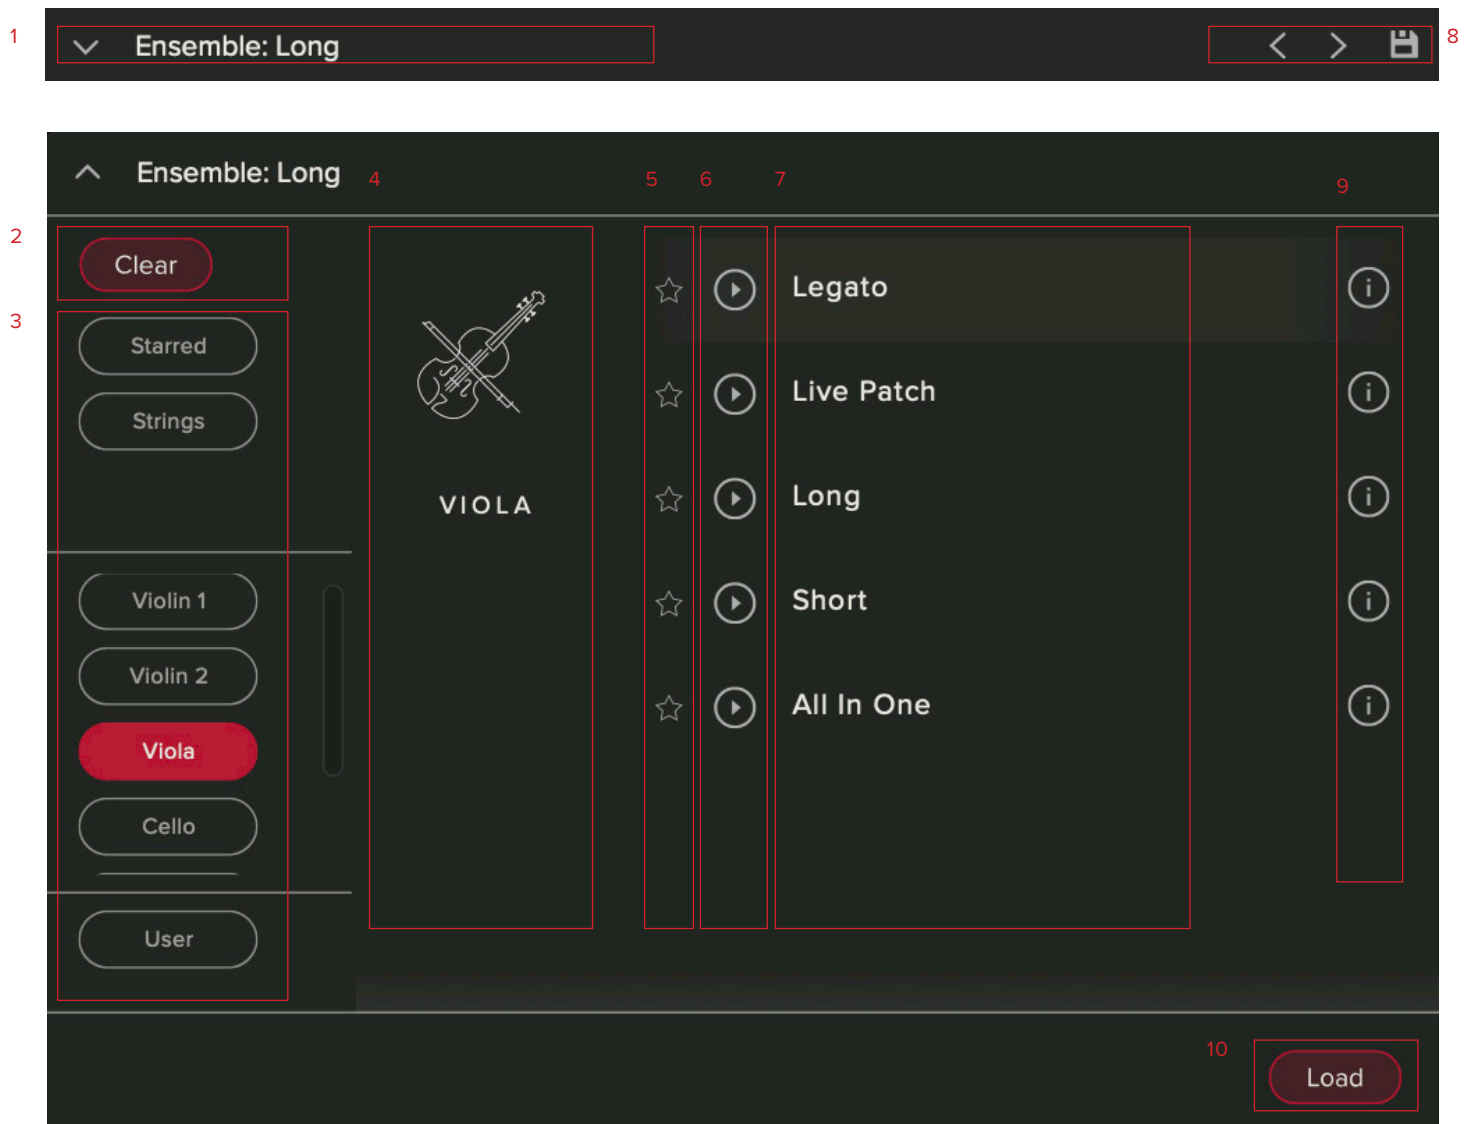 1
Ensemble: Long
8
Ensemble: Long
4
5
6
7
9
2
Clear
3
Starred
Strings
Violin 1
Violin 2
Viola
Cello
User
VIOLA
Legato
Live Patch
Long
Short
All In One
10
Load